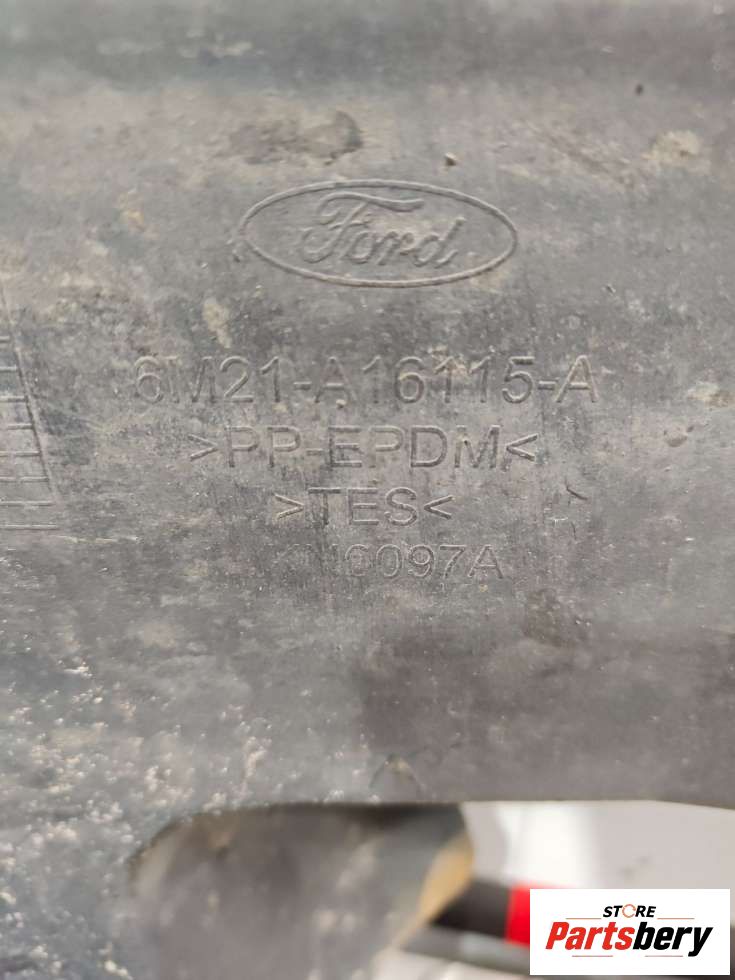 Ford
6M21-A16115-A
>PP-EPDM<
>TES<
STORE
Partsbery